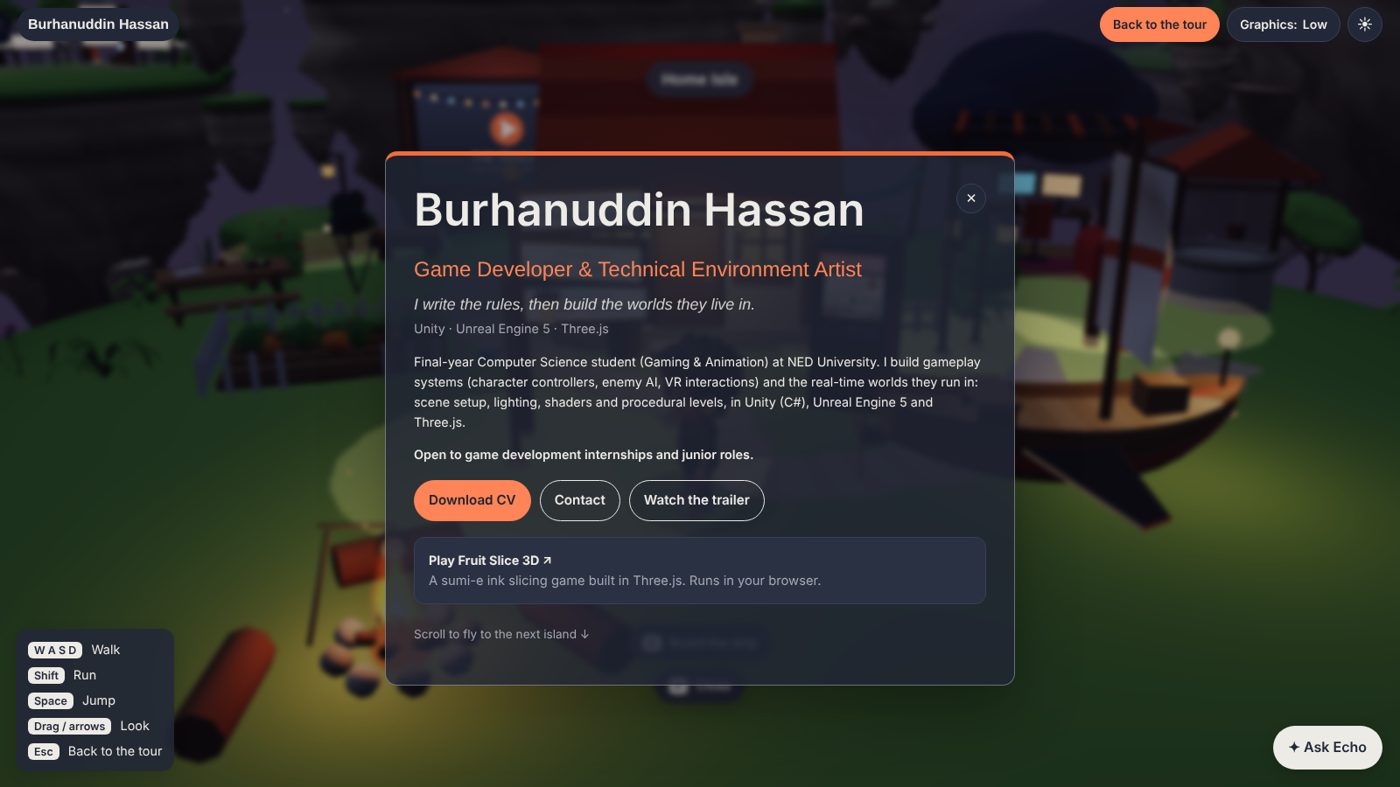 Burhanuddin Hassan
Back to the tour
Graphics: Low
Home Isle
Burhanuddin Hassan
Game Developer & Technical Environment Artist
I write the rules, then build the worlds they live in.
Unity · Unreal Engine 5 · Three.js
Final-year Computer Science student (Gaming & Animation) at NED University. I build gameplay
systems (character controllers, enemy AI, VR interactions) and the real-time worlds they run in:
scene setup, lighting, shaders and procedural levels, in Unity (C#), Unreal Engine 5 and
Three.js.
Open to game development internships and junior roles.
Download CV
Contact
Watch the trailer
Play Fruit Slice 3D ↗
A sumi-e ink slicing game built in Three.js. Runs in your browser.
Scroll to fly to the next island ↓
W A S D Walk
Shift Run
Space Jump
Drag / arrows Look
Esc Back to the tour
✦ Ask Echo